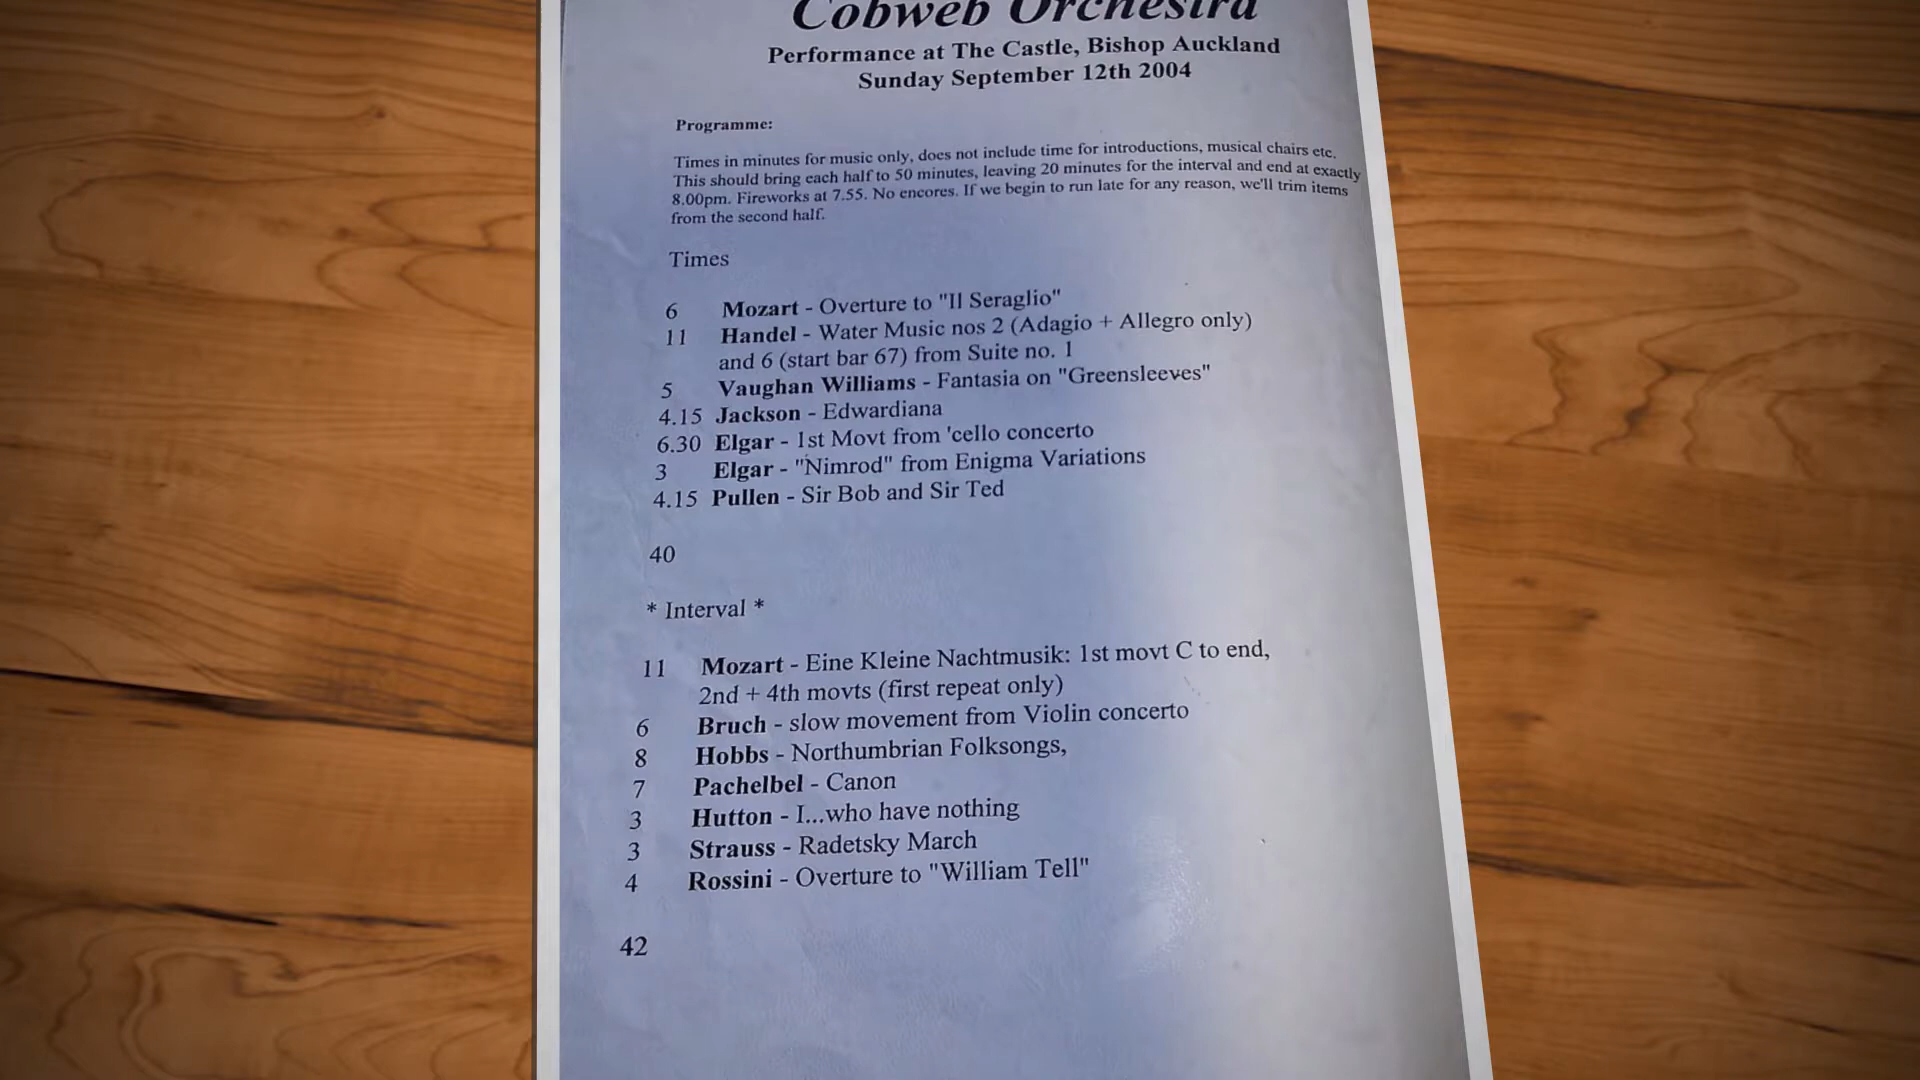 Cobweb Orchestra
Performance at The Castle, Bishop Auckland
Sunday September 12th 2004
Programme:
Times in minutes for music only, does not include time for introductions, musical chairs etc.
This should bring each half to 50 minutes, leaving 20 minutes for the interval and end at exactly
8.00pm. Fireworks at 7.55. No encores. If we begin to run late for any reason, we'll trim items
from the second half.
Times
6 Mozart - Overture to "Il Seraglio"
11 Handel - Water Music nos 2 (Adagio + Allegro only)
and 6 (start bar 67) from Suite no. 1
5 Vaughan Williams - Fantasia on "Greensleeves"
4.15 Jackson - Edwardiana
6.30 Elgar - 1st Movt from 'cello concerto
3 Elgar - "Nimrod" from Enigma Variations
4.15 Pullen - Sir Bob and Sir Ted
40
* Interval *
11 Mozart - Eine Kleine Nachtmusik: 1st movt C to end,
2nd + 4th movts (first repeat only)
6 Bruch - slow movement from Violin concerto
8 Hobbs - Northumbrian Folksongs,
7 Pachelbel - Canon
3 Hutton - I...who have nothing
3 Strauss - Radetsky March
4 Rossini - Overture to "William Tell"
42